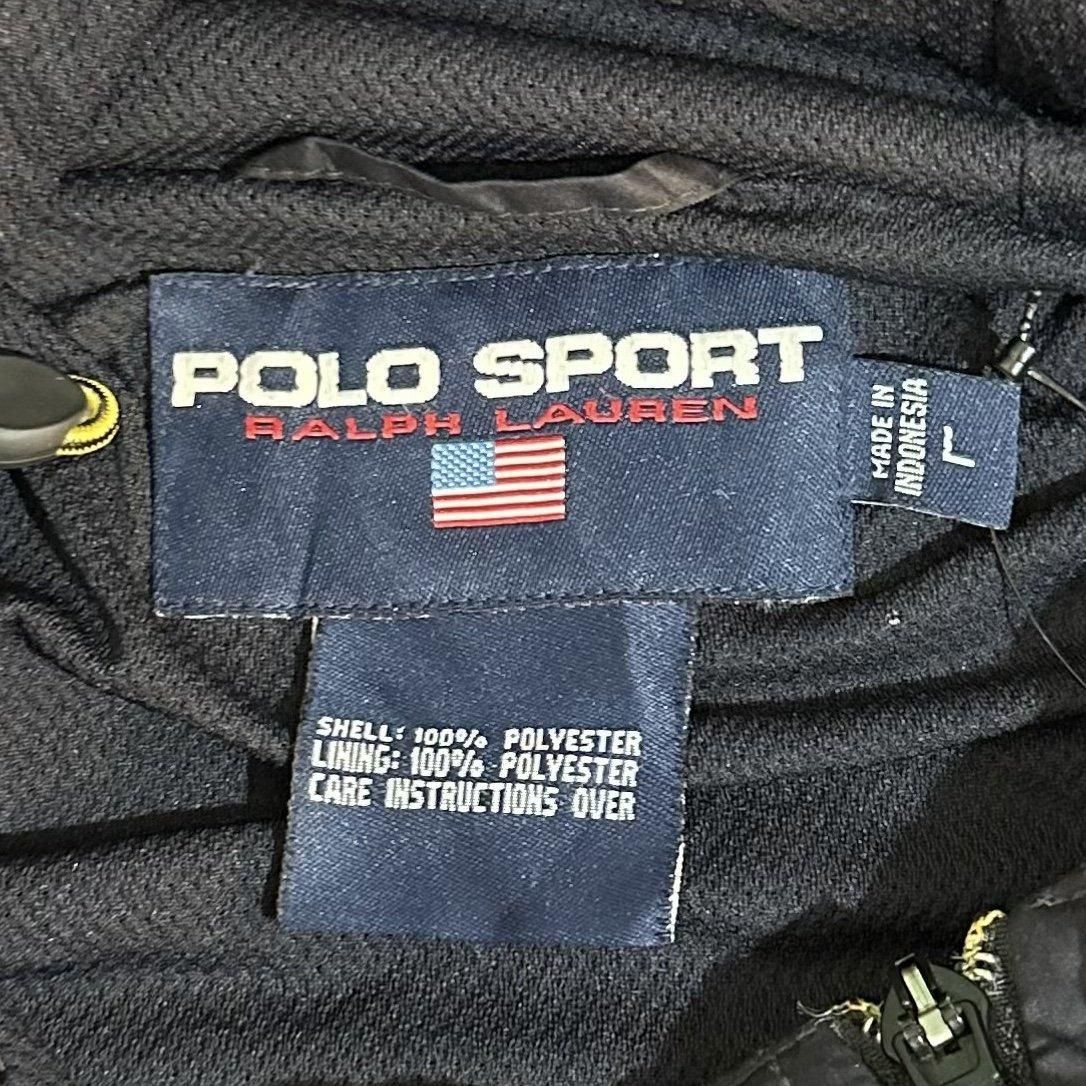 POLO SPORT
RALPH LAUREN
MADE IN
INDONESIA
L
SHELL: 100% POLYESTER
LINING: 100% POLYESTER
CARE INSTRUCTIONS OVER